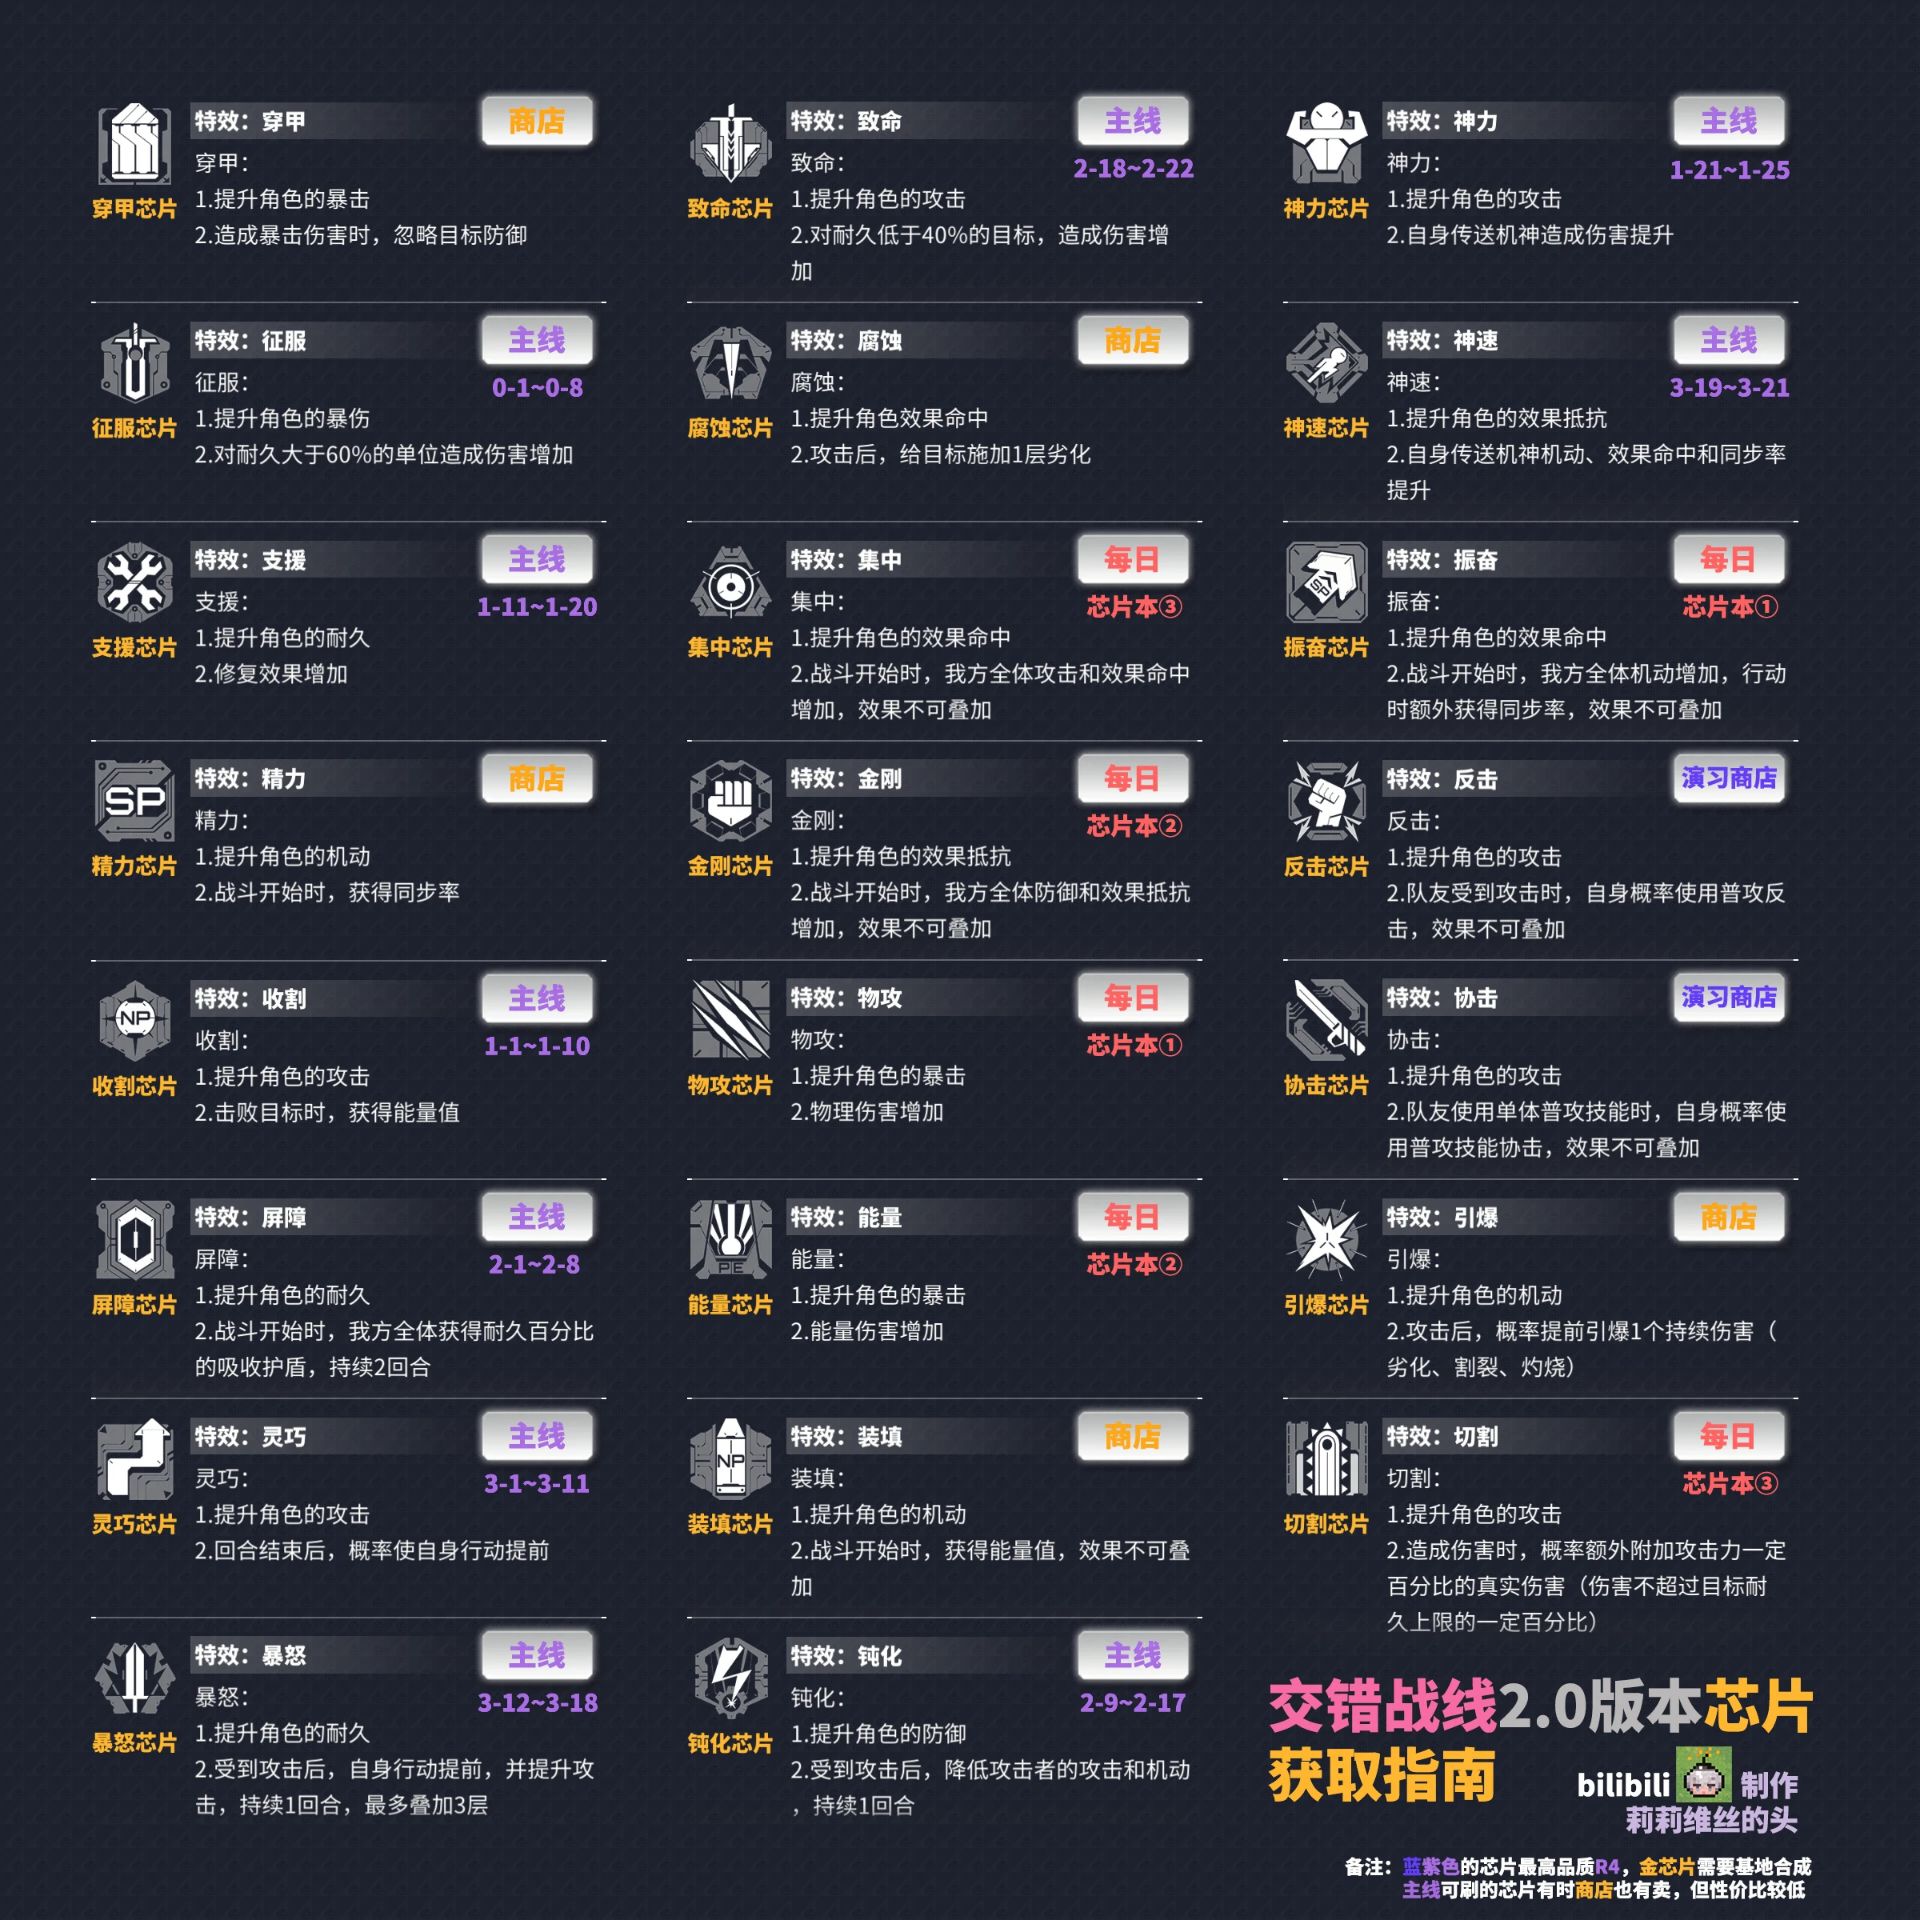 特效：穿甲
商店
穿甲：
1.提升角色的暴击
2.造成暴击伤害时，忽略目标防御
穿甲芯片
特效：致命
主线
2-18~2-22
致命：
1.提升角色的攻击
2.对耐久低于40%的目标，造成伤害增
加
致命芯片
特效：神力
主线
1-21~1-25
神力：
1.提升角色的攻击
2.自身传送机神造成伤害提升
神力芯片
特效：征服
主线
0-1~0-8
征服：
1.提升角色的暴伤
2.对耐久大于60%的单位造成伤害增加
征服芯片
特效：腐蚀
商店
腐蚀：
1.提升角色效果命中
2.攻击后，给目标施加1层劣化
腐蚀芯片
特效：神速
主线
3-19~3-21
神速：
1.提升角色的效果抵抗
2.自身传送机神机动、效果命中和同步率
提升
神速芯片
特效：支援
主线
1-11~1-20
支援：
1.提升角色的耐久
2.修复效果增加
支援芯片
特效：集中
每日
芯片本③
集中：
1.提升角色的效果命中
2.战斗开始时，我方全体攻击和效果命中
增加，效果不可叠加
集中芯片
特效：振奋
每日
芯片本①
振奋：
1.提升角色的效果命中
2.战斗开始时，我方全体机动增加，行动
时额外获得同步率，效果不可叠加
SP
振奋芯片
特效：精力
商店
精力：
1.提升角色的机动
2.战斗开始时，获得同步率
SP
精力芯片
特效：金刚
每日
芯片本②
金刚：
1.提升角色的效果抵抗
2.战斗开始时，我方全体防御和效果抵抗
增加，效果不可叠加
金刚芯片
特效：反击
演习商店
反击：
1.提升角色的攻击
2.队友受到攻击时，自身概率使用普攻反
击，效果不可叠加
反击芯片
特效：收割
主线
1-1~1-10
收割：
1.提升角色的攻击
2.击败目标时，获得能量值
NP
收割芯片
特效：物攻
每日
芯片本①
物攻：
1.提升角色的暴击
2.物理伤害增加
物攻芯片
特效：协击
演习商店
协击：
1.提升角色的攻击
2.队友使用单体普攻技能时，自身概率使
用普攻技能协击，效果不可叠加
协击芯片
特效：屏障
主线
2-1~2-8
屏障：
1.提升角色的耐久
2.战斗开始时，我方全体获得耐久百分比
的吸收护盾，持续2回合
屏障芯片
特效：能量
每日
芯片本②
能量：
1.提升角色的暴击
2.能量伤害增加
PE
能量芯片
特效：引爆
商店
引爆：
1.提升角色的机动
2.攻击后，概率提前引爆1个持续伤害（
劣化、割裂、灼烧）
引爆芯片
特效：灵巧
主线
3-1~3-11
灵巧：
1.提升角色的攻击
2.回合结束后，概率使自身行动提前
灵巧芯片
特效：装填
商店
装填：
1.提升角色的机动
2.战斗开始时，获得能量值，效果不可叠
加
NP
装填芯片
特效：切割
每日
芯片本③
切割：
1.提升角色的攻击
2.造成伤害时，概率额外附加攻击力一定
百分比的真实伤害（伤害不超过目标耐
久上限的一定百分比）
切割芯片
特效：暴怒
主线
3-12~3-18
暴怒：
1.提升角色的耐久
2.受到攻击后，自身行动提前，并提升攻
击，持续1回合，最多叠加3层
暴怒芯片
特效：钝化
主线
2-9~2-17
钝化：
1.提升角色的防御
2.受到攻击后，降低攻击者的攻击和机动
，持续1回合
钝化芯片
交错战线2.0版本芯片
获取指南
bilibili 制作
莉莉维丝的头
备注：蓝紫色的芯片最高品质R4，金芯片需要基地合成
主线可刷的芯片有时商店也有卖，但性价比较低